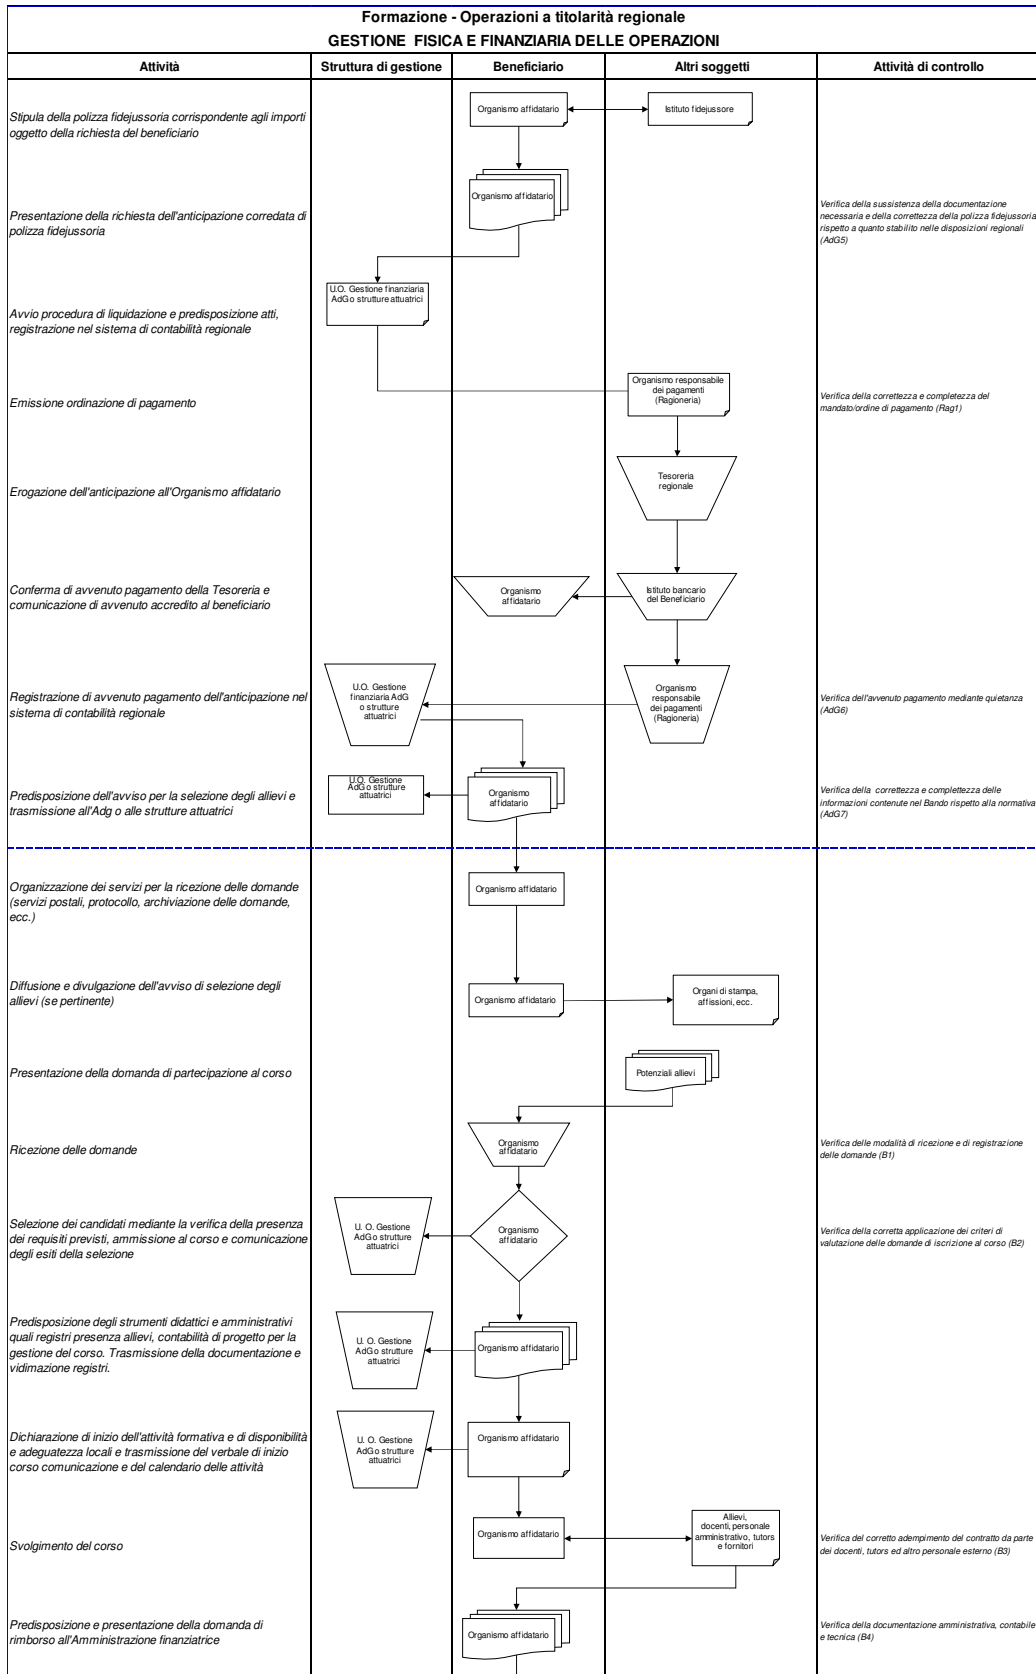 Formazione - Operazioni a titolarità regionale
GESTIONE FISICA E FINANZIARIA DELLE OPERAZIONI
Attività
Struttura di gestione
Beneficiario
Altri soggetti
Attività di controllo
Stipula della polizza fidejussoria corrispondente agli importi
oggetto della richiesta del beneficiario
Organismo affidatario
Istituto fidejussore
Presentazione della richiesta dell'anticipazione corredata di
polizza fidejussoria
Organismo affidatario
Verifica della sussistenza della documentazione
necessaria e della correttezza della polizza fidejussoria
rispetto a quanto stabilito nelle disposizioni regionali
(AdG5)
Avvio procedura di liquidazione e predisposizione atti,
registrazione nel sistema di contabilità regionale
U.O. Gestione finanziaria
AdG o strutture attuatrici
Emissione ordinazione di pagamento
Organismo responsabile
dei pagamenti
(Ragioneria)
Verifica della correttezza e completezza del
mandato/ordine di pagamento (Rag1)
Erogazione dell'anticipazione all'Organismo affidatario
Tesoreria
regionale
Conferma di avvenuto pagamento della Tesoreria e
comunicazione di avvenuto accredito al beneficiario
Organismo
affidatario
Istituto bancario
del Beneficiario
Registrazione di avvenuto pagamento dell'anticipazione nel
sistema di contabilità regionale
U.O. Gestione
finanziaria AdG
o strutture
attuatrici
Organismo
responsabile
dei pagamenti
(Ragioneria)
Verifica dell'avvenuto pagamento mediante quietanza
(AdG6)
Predisposizione dell'avviso per la selezione degli allievi e
trasmissione all'Adg o alle strutture attuatrici
U.O. Gestione
AdG o strutture
attuatrici
Organismo
affidatario
Verifica della correttezza e complettezza delle
informazioni contenute nel Bando rispetto alla normativa
(AdG7)
Organizzazione dei servizi per la ricezione delle domande
(servizi postali, protocollo, archiviazione delle domande,
ecc.)
Organismo affidatario
Diffusione e divulgazione dell'avviso di selezione degli
allievi (se pertinente)
Organismo affidatario
Organi di stampa,
affissioni, ecc.
Presentazione della domanda di partecipazione al corso
Potenziali allievi
Ricezione delle domande
Organismo
affidatario
Verifica delle modalità di ricezione e di registrazione
delle domande (B1)
Selezione dei candidati mediante la verifica della presenza
dei requisiti previsti, ammissione al corso e comunicazione
degli esiti della selezione
U. O. Gestione
AdG o strutture
attuatrici
Organismo
affidatario
Verifica della corretta applicazione dei criteri di
valutazione delle domande di iscrizione al corso (B2)
Predisposizione degli strumenti didattici e amministrativi
quali registri presenza allievi, contabilità di progetto per la
gestione del corso. Trasmissione della documentazione e
vidimazione registri.
U. O. Gestione
AdG o strutture
attuatrici
Organismo affidatario
Dichiarazione di inizio dell'attività formativa e di disponibilità
e adeguatezza locali e trasmissione del verbale di inizio
corso comunicazione e del calendario delle attività
U. O. Gestione
AdG o strutture
attuatrici
Organismo affidatario
Svolgimento del corso
Organismo affidatario
Allievi,
docenti, personale
amministrativo, tutors
e fornitori
Verifica del corretto adempimento del contratto da parte
dei docenti, tutors ed altro personale esterno (B3)
Predisposizione e presentazione della domanda di
rimborso all'Amministrazione finanziatrice
Organismo affidatario
Verifica della documentazione amministrativa, contabile
e tecnica (B4)